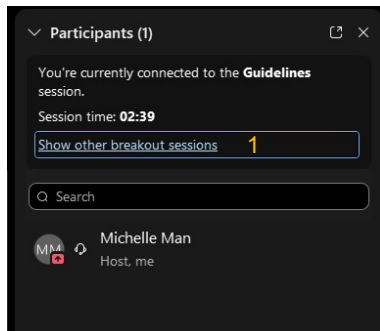 Participants (1)
You're currently connected to the Guidelines
session.
Session time: 02:39
Show other breakout sessions 1
Search
MM
Michelle Man
Host, me